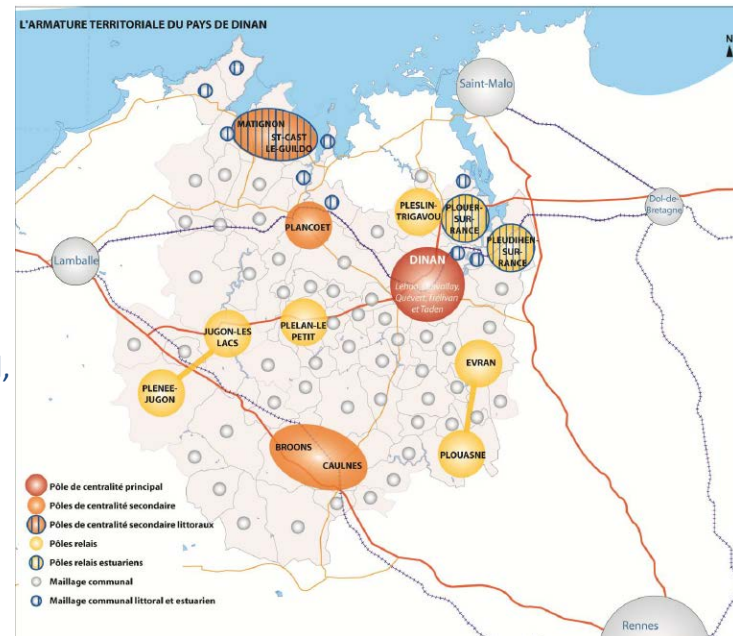 L'ARMATURE TERRITORIALE DU PAYS DE DINAN
N
Saint-Malo
MATIGNON
ST-CAST
LE-GUILDO
Dol-de-
Bretagne
PLESLIN-
TRIGAVOU
PLOUER-
SUR-
RANCE
PLEUDIHEN-
SUR-
RANCE
PLANCOET
Lamballe
DINAN
Quévert,
et Taden
JUGON-LES
LACS
PLELAN-LE
PETIT
EVRAN
PLENEE-
JUGON
BROONS
CAULNES
PLOUASNE
Pôle de centralité principal
Pôles de centralité secondaire
Pôles de centralité secondaire littoraux
Pôles relais
Pôles relais estuariens
Maillage communal
Maillage communal littoral et estuarien
Rennes